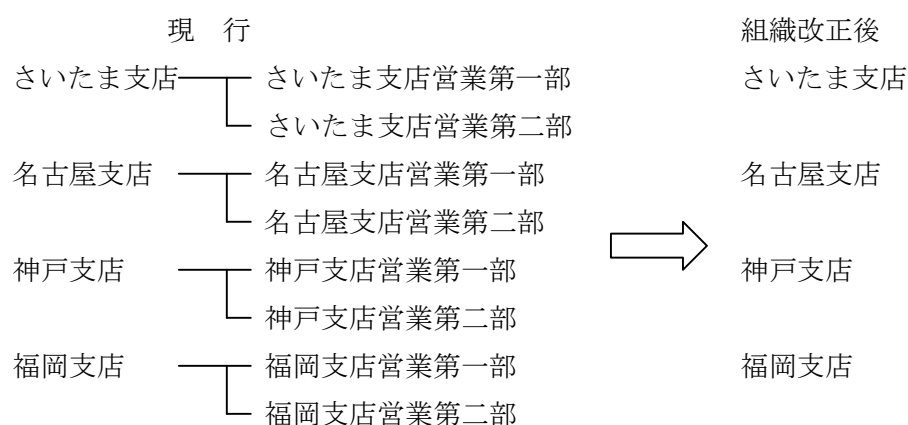 現 行 組織改正後
さいたま支店 さいたま支店営業第一部 さいたま支店
さいたま支店営業第二部
名古屋支店 名古屋支店営業第一部 名古屋支店
名古屋支店営業第二部
神戸支店 神戸支店営業第一部 神戸支店
神戸支店営業第二部
福岡支店 福岡支店営業第一部 福岡支店
福岡支店営業第二部